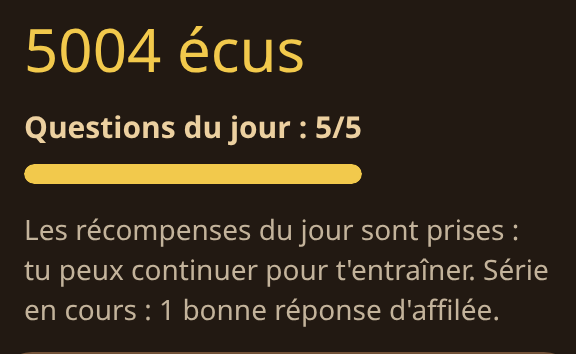 5004 écus
Questions du jour : 5/5
Les récompenses du jour sont prises :
tu peux continuer pour t'entraîner. Série
en cours : 1 bonne réponse d'affilée.